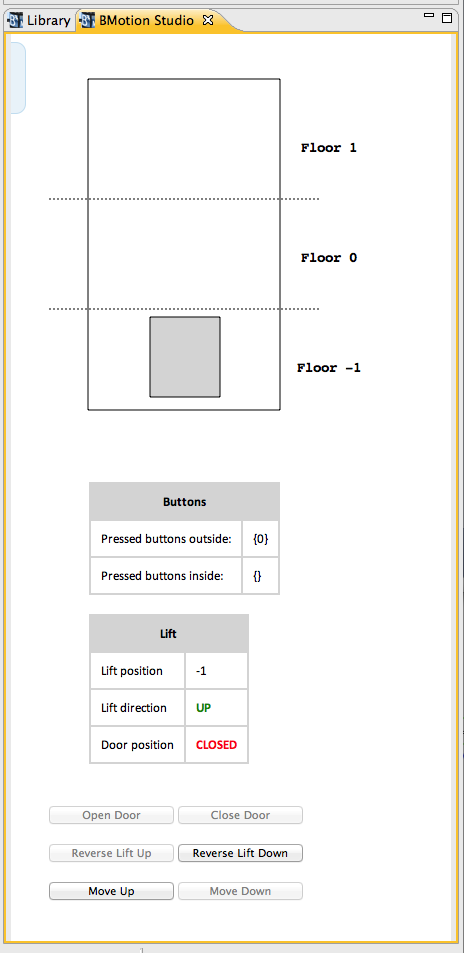 Library BMotion Studio
Floor 1
Floor 0
Floor -1
Buttons
Pressed buttons outside: {0}
Pressed buttons inside: {}
Lift
Lift position -1
Lift direction UP
Door position CLOSED
Open Door Close Door
Reverse Lift Up Reverse Lift Down
Move Up Move Down